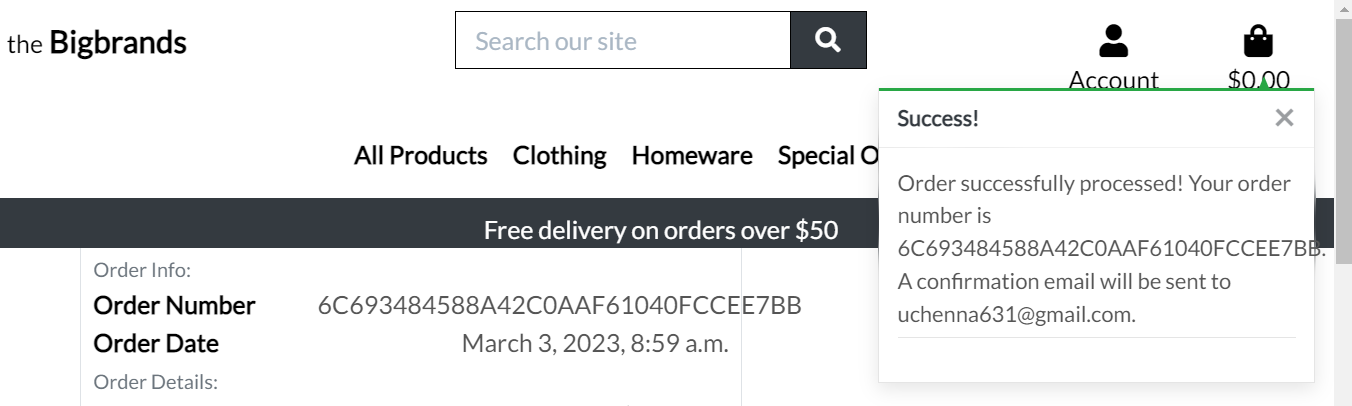 the Bigbrands
Search our site
Account
$0.00
All Products Clothing Homeware Special O
Free delivery on orders over $50
Success!
Order successfully processed! Your order
number is
6C693484588A42C0AAF61040FCCEE7BB.
A confirmation email will be sent to
uchenna631@gmail.com.
Order Info:
Order Number 6C693484588A42C0AAF61040FCCEE7BB
Order Date March 3, 2023, 8:59 a.m.
Order Details: